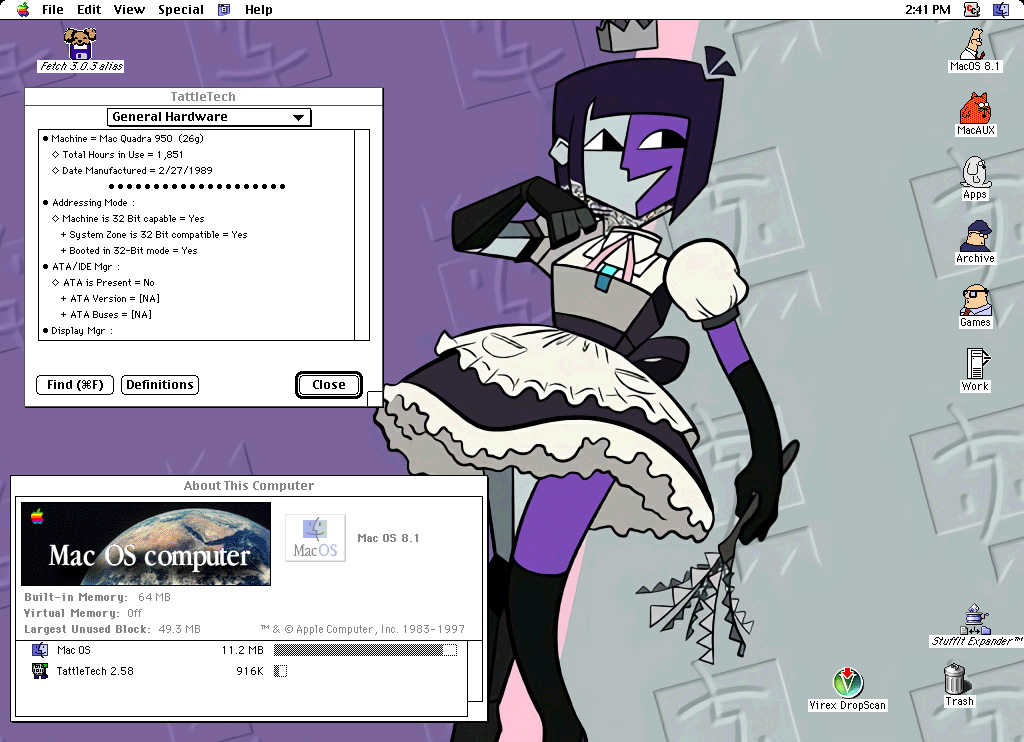 File Edit View Special Help
2:41 PM
Fetch 3.0.3 alias
MacOS 8.1
TattleTech
General Hardware
Machine = Mac Quadra 950 (26g)
Total Hours in Use = 1,851
Date Manufactured = 2/27/1989
Addressing Mode :
Machine is 32 Bit capable = Yes
+ System Zone is 32 Bit compatible = Yes
+ Booted in 32-Bit mode = Yes
ATA/IDE Mgr :
ATA is Present = No
+ ATA Version = [NA]
+ ATA Buses = [NA]
Display Mgr :
Find (⌘F) Definitions Close
MacAUX
Apps
Archive
Games
Work
About This Computer
Mac OS computer
MacOS
Mac OS 8.1
Built-in Memory: 64 MB
Virtual Memory: Off
Largest Unused Block: 49.3 MB ™ & © Apple Computer, Inc. 1983-1997
Mac OS 11.2 MB
TattleTech 2.58 916K
StuffIt Expander™
Virex DropScan
Trash